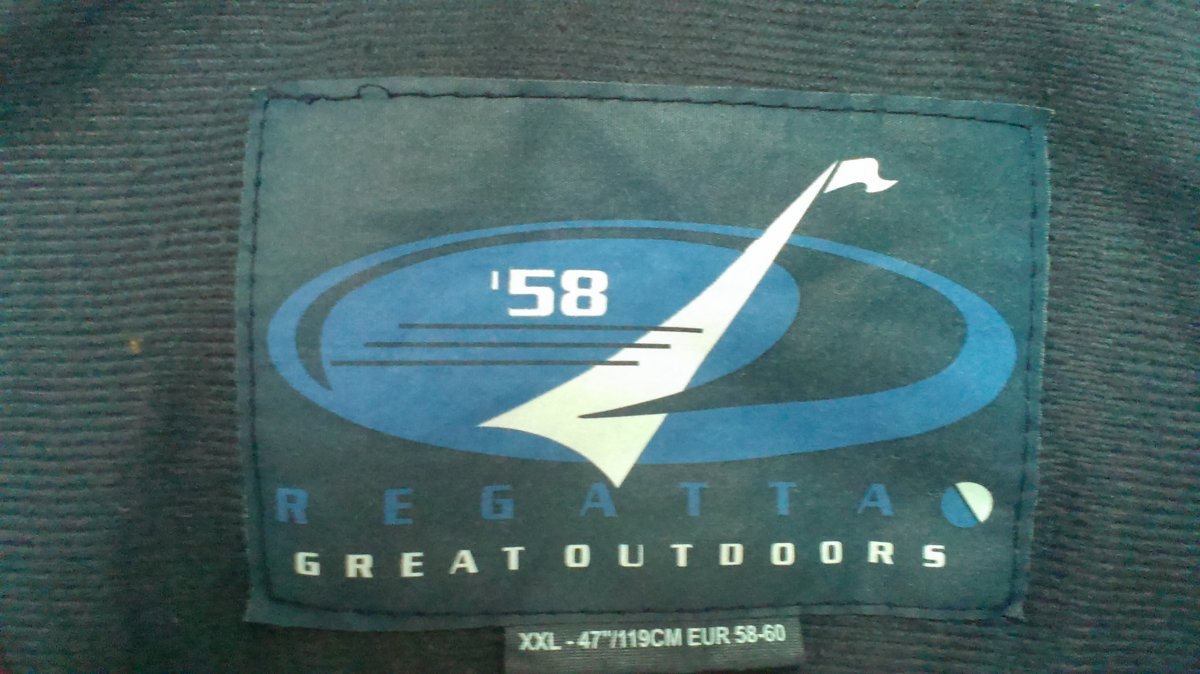 '58
REGATTA
GREAT OUTDOORS
XXL - 47"/119CM EUR 58-60